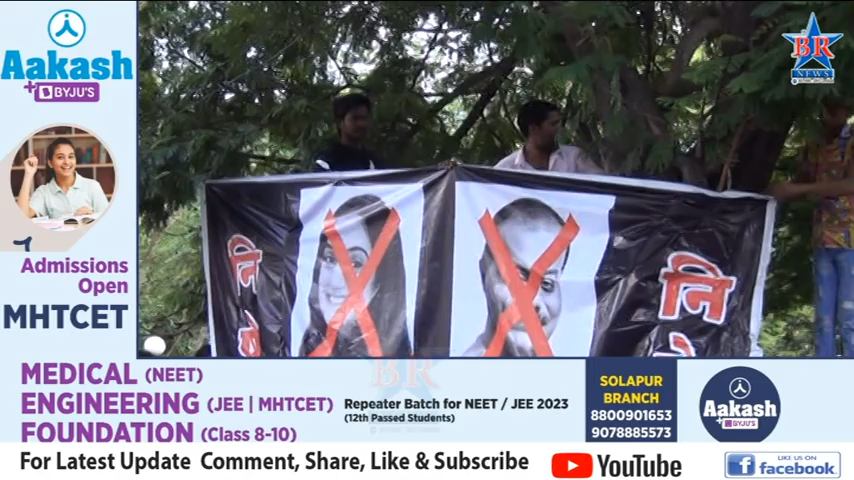 Aakash
+ BYJU'S
Admissions
Open
MHTCET
BR
NEWS
नि
नि
MEDICAL (NEET)
ENGINEERING (JEE | MHTCET)
FOUNDATION (Class 8-10)
Repeater Batch for NEET / JEE 2023
(12th Passed Students)
SOLAPUR
BRANCH
8800901653
9078885573
Aakash
+ BYJU'S
For Latest Update Comment, Share, Like & Subscribe
YouTube
LIKE US ON
facebook